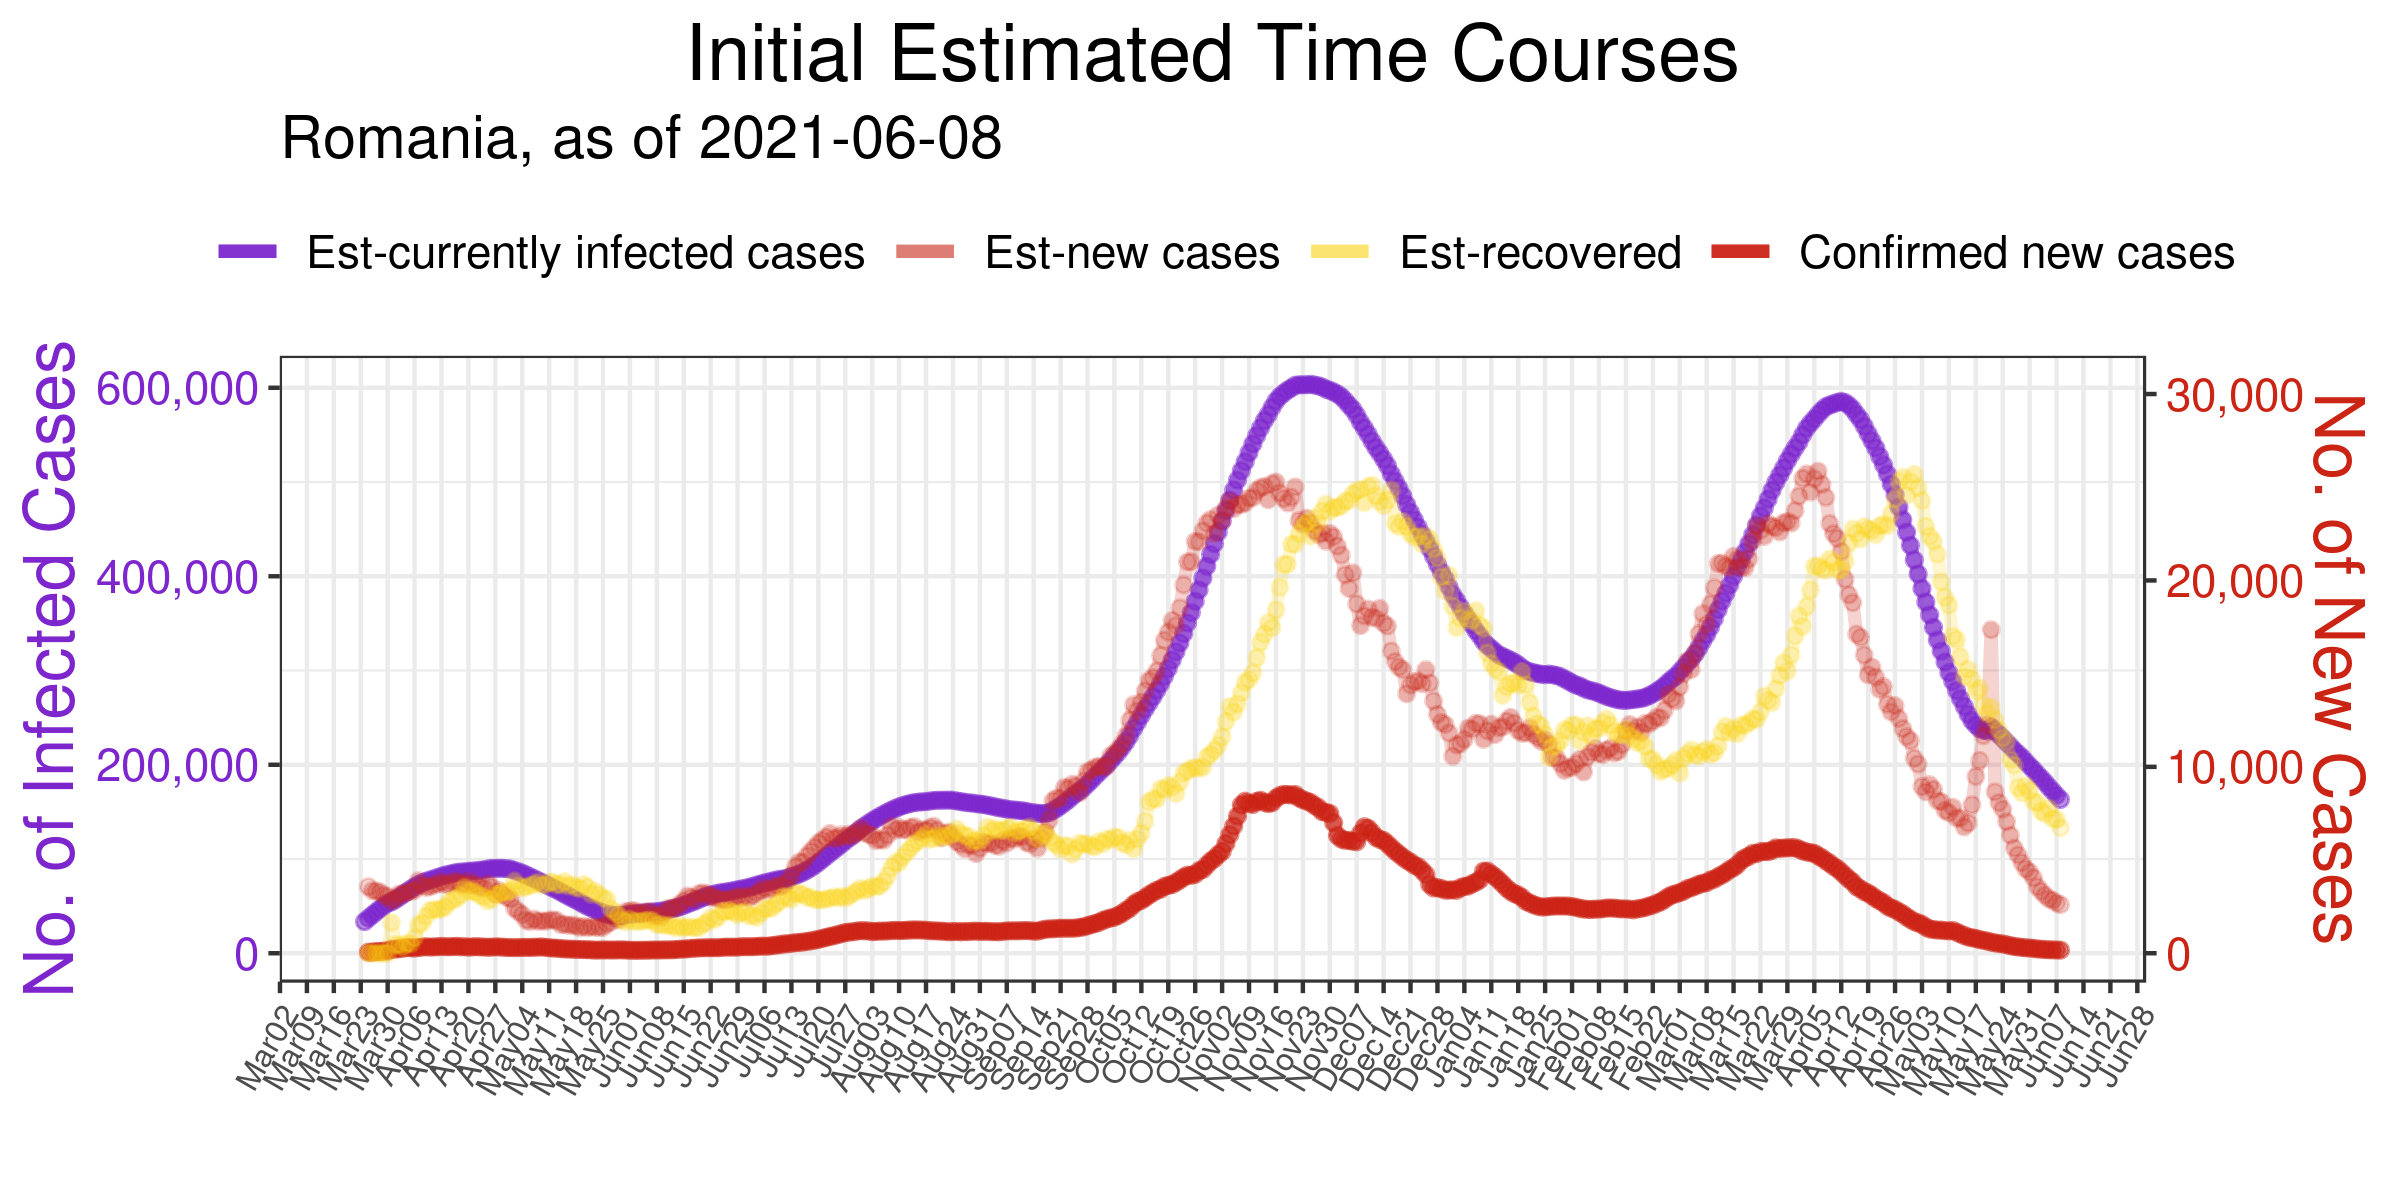 Initial Estimated Time Courses
Romania, as of 2021-06-08
Est-currently infected cases Est-new cases Est-recovered Confirmed new cases
No. of Infected Cases
600,000
400,000
200,000
0
30,000
20,000
10,000
0
No. of New Cases
Mar02
Mar09
Mar16
Mar23
Mar30
Apr06
Apr13
Apr20
Apr27
May04
May11
May18
May25
Jun01
Jun08
Jun15
Jun22
Jun29
Jul06
Jul13
Jul20
Jul27
Aug03
Aug10
Aug17
Aug24
Aug31
Sep07
Sep14
Sep21
Sep28
Oct05
Oct12
Oct19
Oct26
Nov02
Nov09
Nov16
Nov23
Nov30
Dec07
Dec14
Dec21
Dec28
Jan04
Jan11
Jan18
Jan25
Feb01
Feb08
Feb15
Feb22
Mar01
Mar08
Mar15
Mar22
Mar29
Apr05
Apr12
Apr19
Apr26
May03
May10
May17
May24
May31
Jun07
Jun14
Jun21
Jun28